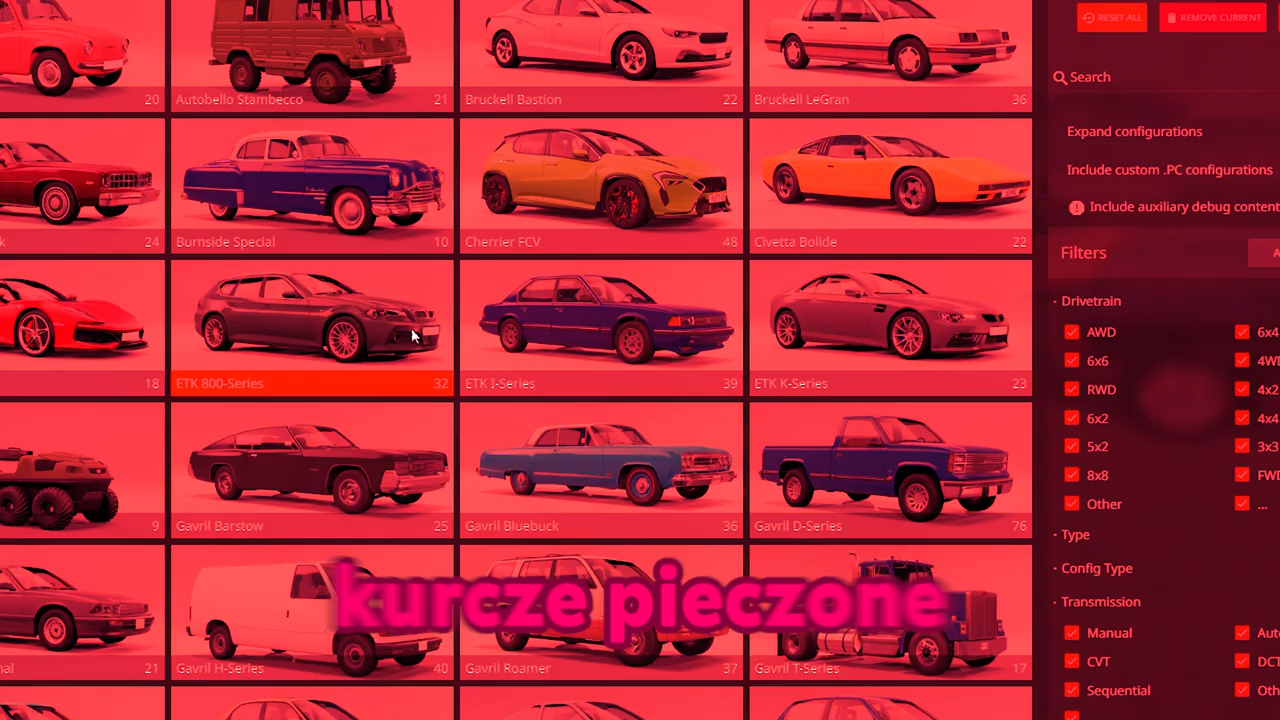 RESET ALL
REMOVE CURRENT
20
Autobello Stambecco 21
Bruckell Bastion 22
Bruckell LeGran 36
Search
Expand configurations
Include custom .PC configurations
Include auxiliary debug content
24
Burnside Special 10
Cherrier FCV 48
Civetta Bolide 22
Filters
Drivetrain
AWD 6x4
6x6
RWD 4x2
6x2 4x4
5x2 3x3
8x8
Other ...
18
ETK 800-Series 32
ETK I-Series 39
ETK K-Series 23
9
Gavril Barstow 25
Gavril Bluebuck 36
Gavril D-Series 76
- Type
- Config Type
- Transmission
Manual
CVT DCT
Sequential
kurcze pieczone
21
Gavril H-Series 40
Gavril Roamer 37
Gavril T-Series 17